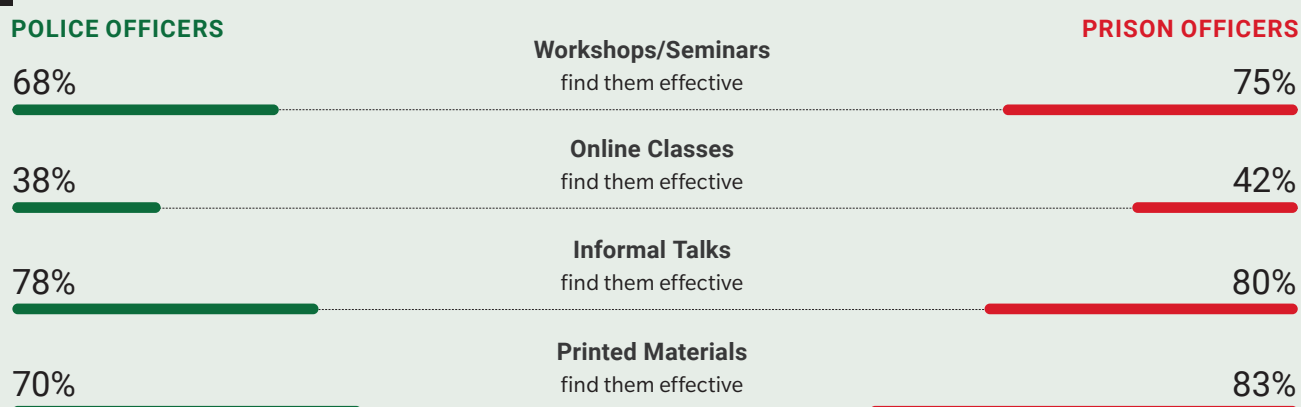 POLICE OFFICERS
PRISON OFFICERS
Workshops/Seminars
68%
find them effective
75%
Online Classes
38%
find them effective
42%
Informal Talks
78%
find them effective
80%
Printed Materials
70%
find them effective
83%